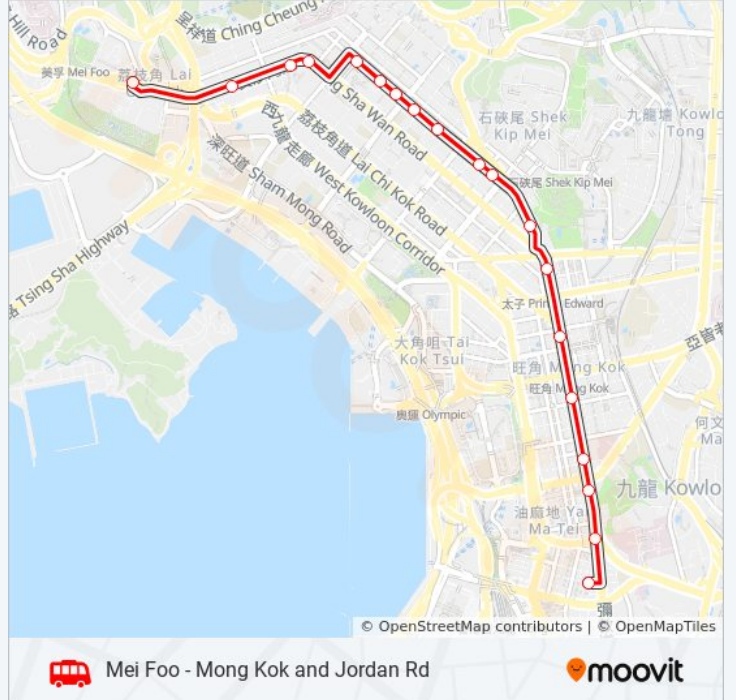 呈祥道 Ching Cheung
Hill Road
美孚 Mei Foo
荔枝角 Lai
石硤尾 Shek
Kip Mei
九龍塘 Kowlo
Tong
ng Sha Wan Road
荔枝角道 Lai Chi Kok Road
西九龍走廊 West Kowloon Corridor
深旺道 Sham Mong Road
石硤尾 Shek Kip Mei
Tsing Sha Highway
太子 Prin Edward
亞皆老
大角咀 Tai
Kok Tsui
旺角 Mong Kok
旺角 Mong Kok
奧運 Olympic
何文
Ma
九龍 Kowlo
油麻地 Yau
Ma Tei
彌
© OpenStreetMap contributors | © OpenMapTiles
Mei Foo - Mong Kok and Jordan Rd
moovit